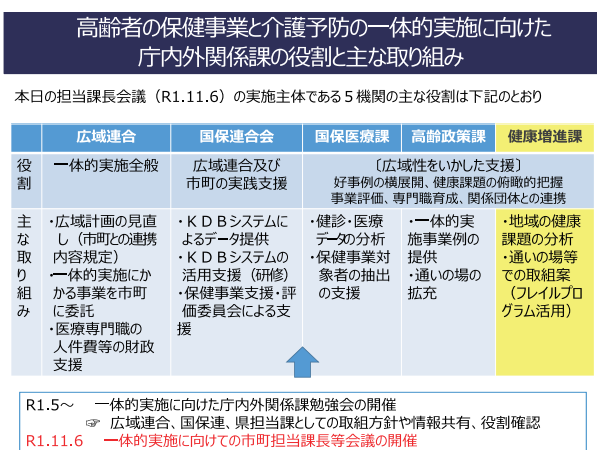 高齢者の保健事業と介護予防の一体的実施に向けた
庁内外関係課の役割と主な取り組み
本日の担当課長会議（R1.11.6）の実施主体である５機関の主な役割は下記のとおり
広域連合
国保連合会
国保医療課
高齢政策課
健康増進課
役割
一体的実施全般
広域連合及び
市町の実践支援
〔広域性をいかした支援〕
好事例の横展開、健康課題の俯瞰的把握
事業評価、専門職育成、関係団体との連携
主な取り組み
・広域計画の見直
し（市町との連携
内容規定）
・一体的実施にか
かる事業を市町
に委託
・医療専門職の
人件費等の財政
支援
・ＫＤＢシステムに
よるデータ提供
・ＫＤＢシステムの
活用支援（研修）
・保健事業支援・評
価委員会による支
援
・健診・医療
データの分析
・保健事業対
象者の抽出
の支援
・一体的実
施事業例の
提供
・通いの場の
拡充
・地域の健康
課題の分析
・通いの場等
での取組案
（フレイルプロ
グラム活用）
R1.5～　一体的実施に向けた庁内外関係課勉強会の開催
☞ 広域連合、国保連、県担当課としての取組方針や情報共有、役割確認
R1.11.6　一体的実施に向けての市町担当課長等会議の開催